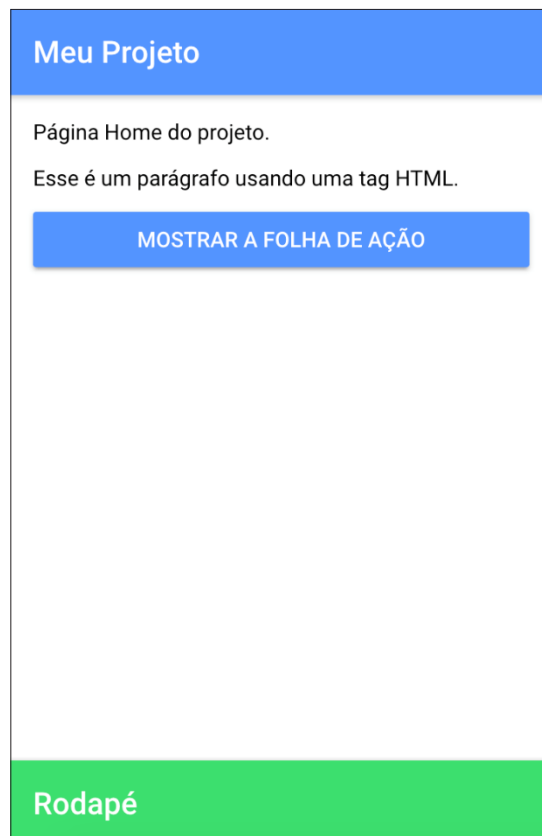 Meu Projeto
Página Home do projeto.
Esse é um parágrafo usando uma tag HTML.
MOSTRAR A FOLHA DE AÇÃO
Rodapé